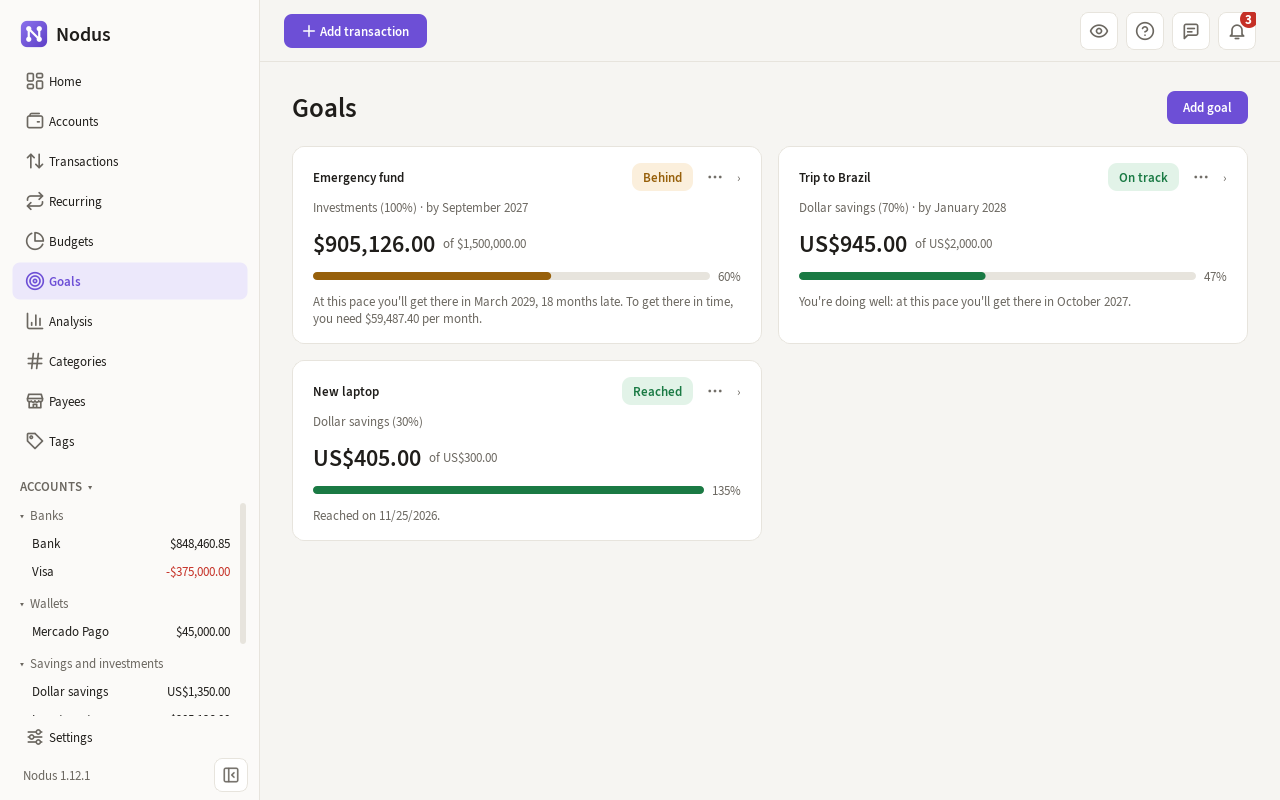 Nodus
Home
Accounts
Transactions
Recurring
Budgets
Goals
Analysis
Categories
Payees
Tags
ACCOUNTS
Banks
Bank $848,460.85
Visa -$375,000.00
Wallets
Mercado Pago $45,000.00
Savings and investments
Dollar savings US$1,350.00
Settings
Nodus 1.12.1
Add transaction
3
Goals
Add goal
Emergency fund Behind
Investments (100%) · by September 2027
$905,126.00 of $1,500,000.00
60%
At this pace you'll get there in March 2029, 18 months late. To get there in time,
you need $59,487.40 per month.
Trip to Brazil On track
Dollar savings (70%) · by January 2028
US$945.00 of US$2,000.00
47%
You're doing well: at this pace you'll get there in October 2027.
New laptop Reached
Dollar savings (30%)
US$405.00 of US$300.00
135%
Reached on 11/25/2026.